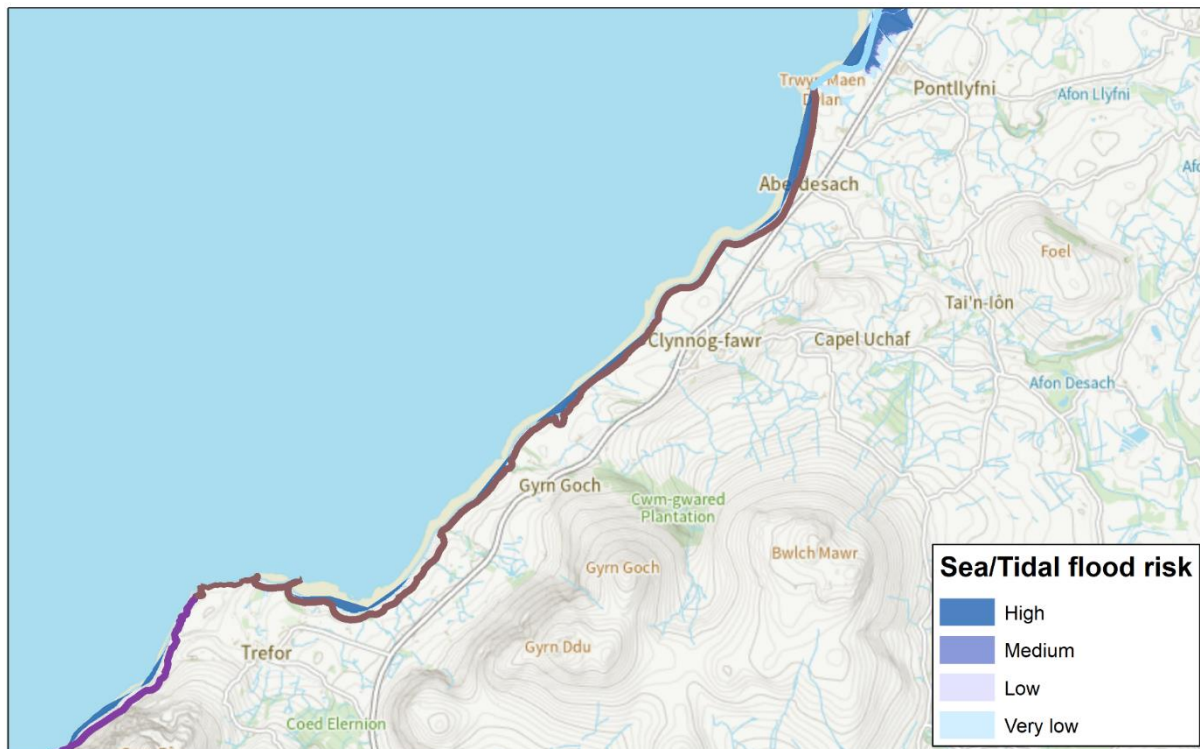 Trwyn Maen
Dylan
Pontllyfni
Afon Llyfni
Aberdesach
Foel
Tai'n-lôn
Clynnog-fawr
Capel Uchaf
Afon Desach
Gyrn Goch
Cwm-gwared
Plantation
Bwlch Mawr
Gyrn Goch
Gyrn Ddu
Trefor
Coed Elernion
Sea/Tidal flood risk
High
Medium
Low
Very low